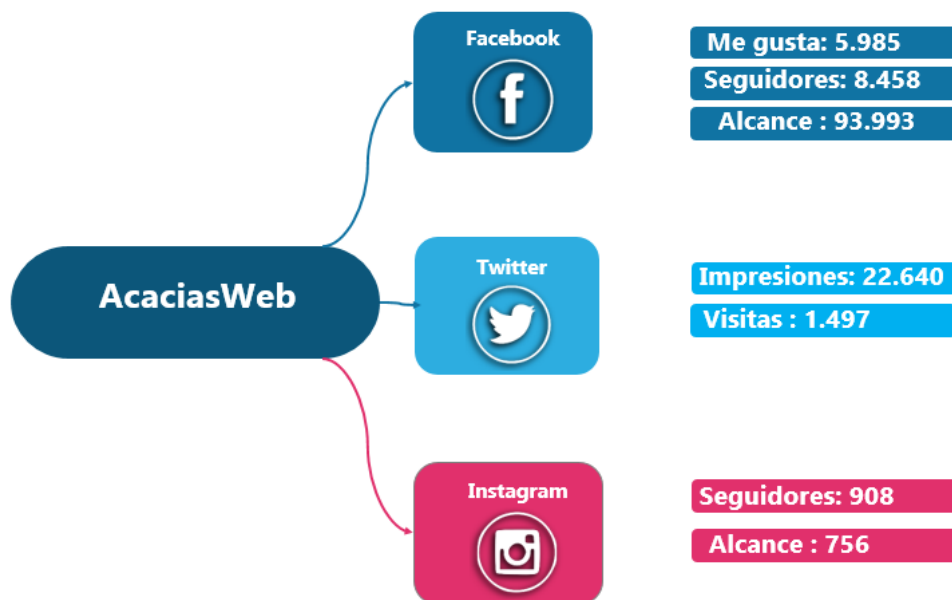 Facebook
Me gusta: 5.985
Seguidores: 8.458
Alcance : 93.993
AcaciasWeb
Twitter
Impresiones: 22.640
Visitas : 1.497
Instagram
Seguidores: 908
Alcance : 756